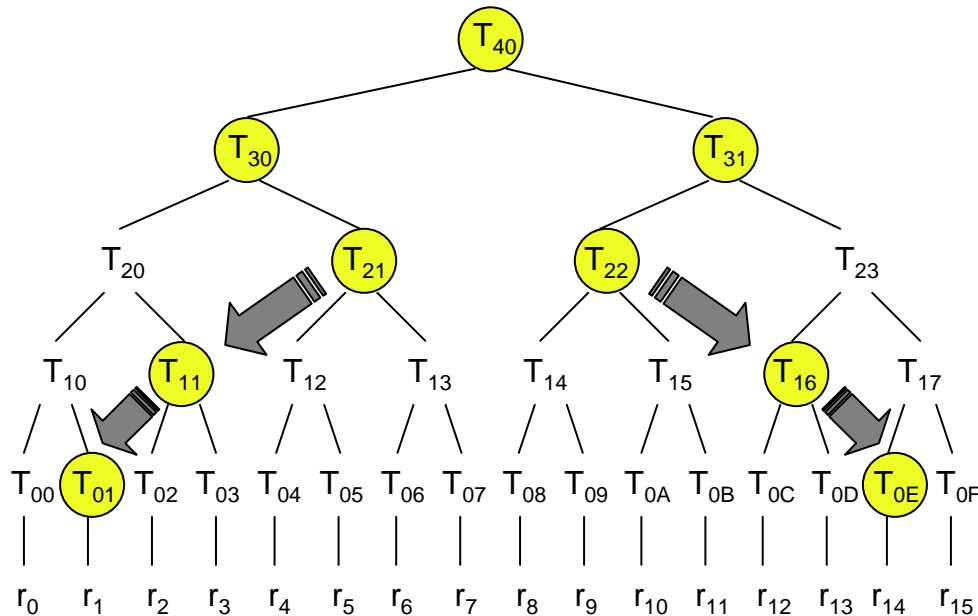 T40
T30 T31
T20 T21 T22 T23
T10 T11 T12 T13 T14 T15 T16 T17
T00 T01 T02 T03 T04 T05 T06 T07 T08 T09 T0A T0B T0C T0D T0E T0F
r0 r1 r2 r3 r4 r5 r6 r7 r8 r9 r10 r11 r12 r13 r14 r15